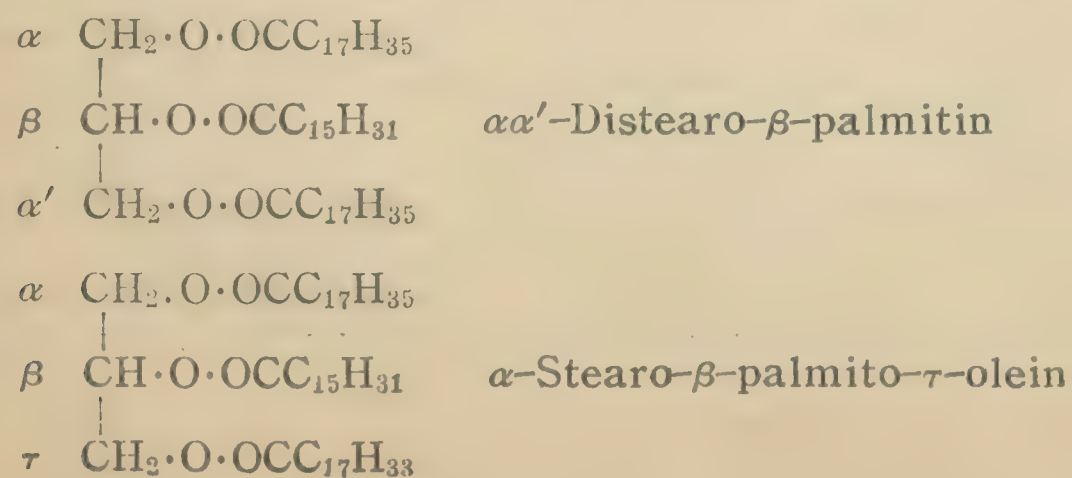 α CH₂·O·OCC₁₇H₃₅
β CH·O·OCC₁₅H₃₁ αα′-Distearo-β-palmitin
α′ CH₂·O·OCC₁₇H₃₅
α CH₂.O·OCC₁₇H₃₅
β CH·O·OCC₁₅H₃₁ α-Stearo-β-palmito-τ-olein
τ CH₂·O·OCC₁₇H₃₃